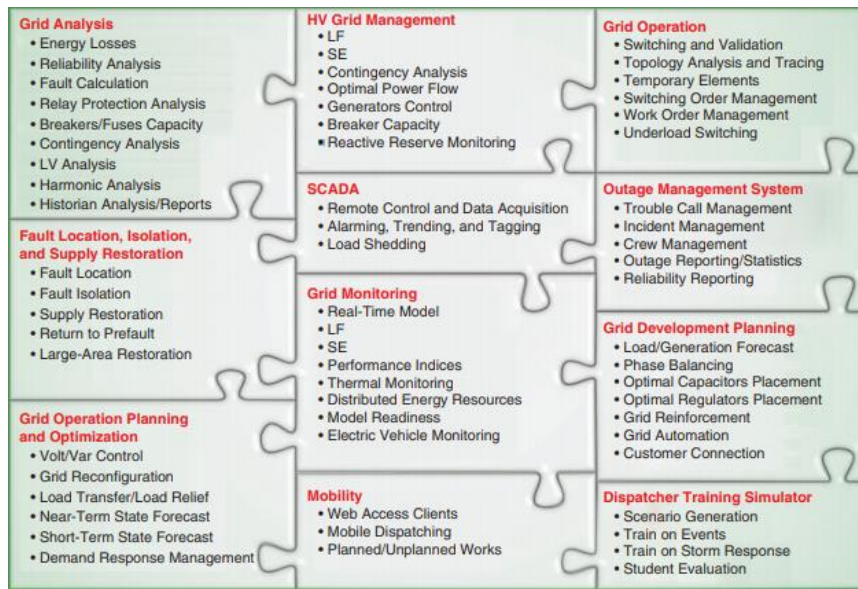 Grid Analysis
• Energy Losses
• Reliability Analysis
• Fault Calculation
• Relay Protection Analysis
• Breakers/Fuses Capacity
• Contingency Analysis
• LV Analysis
• Harmonic Analysis
• Historian Analysis/Reports
Fault Location, Isolation,
and Supply Restoration
• Fault Location
• Fault Isolation
• Supply Restoration
• Return to Prefault
• Large-Area Restoration
Grid Operation Planning
and Optimization
• Volt/Var Control
• Grid Reconfiguration
• Load Transfer/Load Relief
• Near-Term State Forecast
• Short-Term State Forecast
• Demand Response Management
HV Grid Management
• LF
• SE
• Contingency Analysis
• Optimal Power Flow
• Generators Control
• Breaker Capacity
▪ Reactive Reserve Monitoring
SCADA
• Remote Control and Data Acquisition
• Alarming, Trending, and Tagging
• Load Shedding
Grid Monitoring
• Real-Time Model
• LF
• SE
• Performance Indices
• Thermal Monitoring
• Distributed Energy Resources
• Model Readiness
• Electric Vehicle Monitoring
Mobility
• Web Access Clients
• Mobile Dispatching
• Planned/Unplanned Works
Grid Operation
• Switching and Validation
• Topology Analysis and Tracing
• Temporary Elements
• Switching Order Management
• Work Order Management
• Underload Switching
Outage Management System
• Trouble Call Management
• Incident Management
• Crew Management
• Outage Reporting/Statistics
• Reliability Reporting
Grid Development Planning
• Load/Generation Forecast
• Phase Balancing
• Optimal Capacitors Placement
• Optimal Regulators Placement
• Grid Reinforcement
• Grid Automation
• Customer Connection
Dispatcher Training Simulator
• Scenario Generation
• Train on Events
• Train on Storm Response
• Student Evaluation